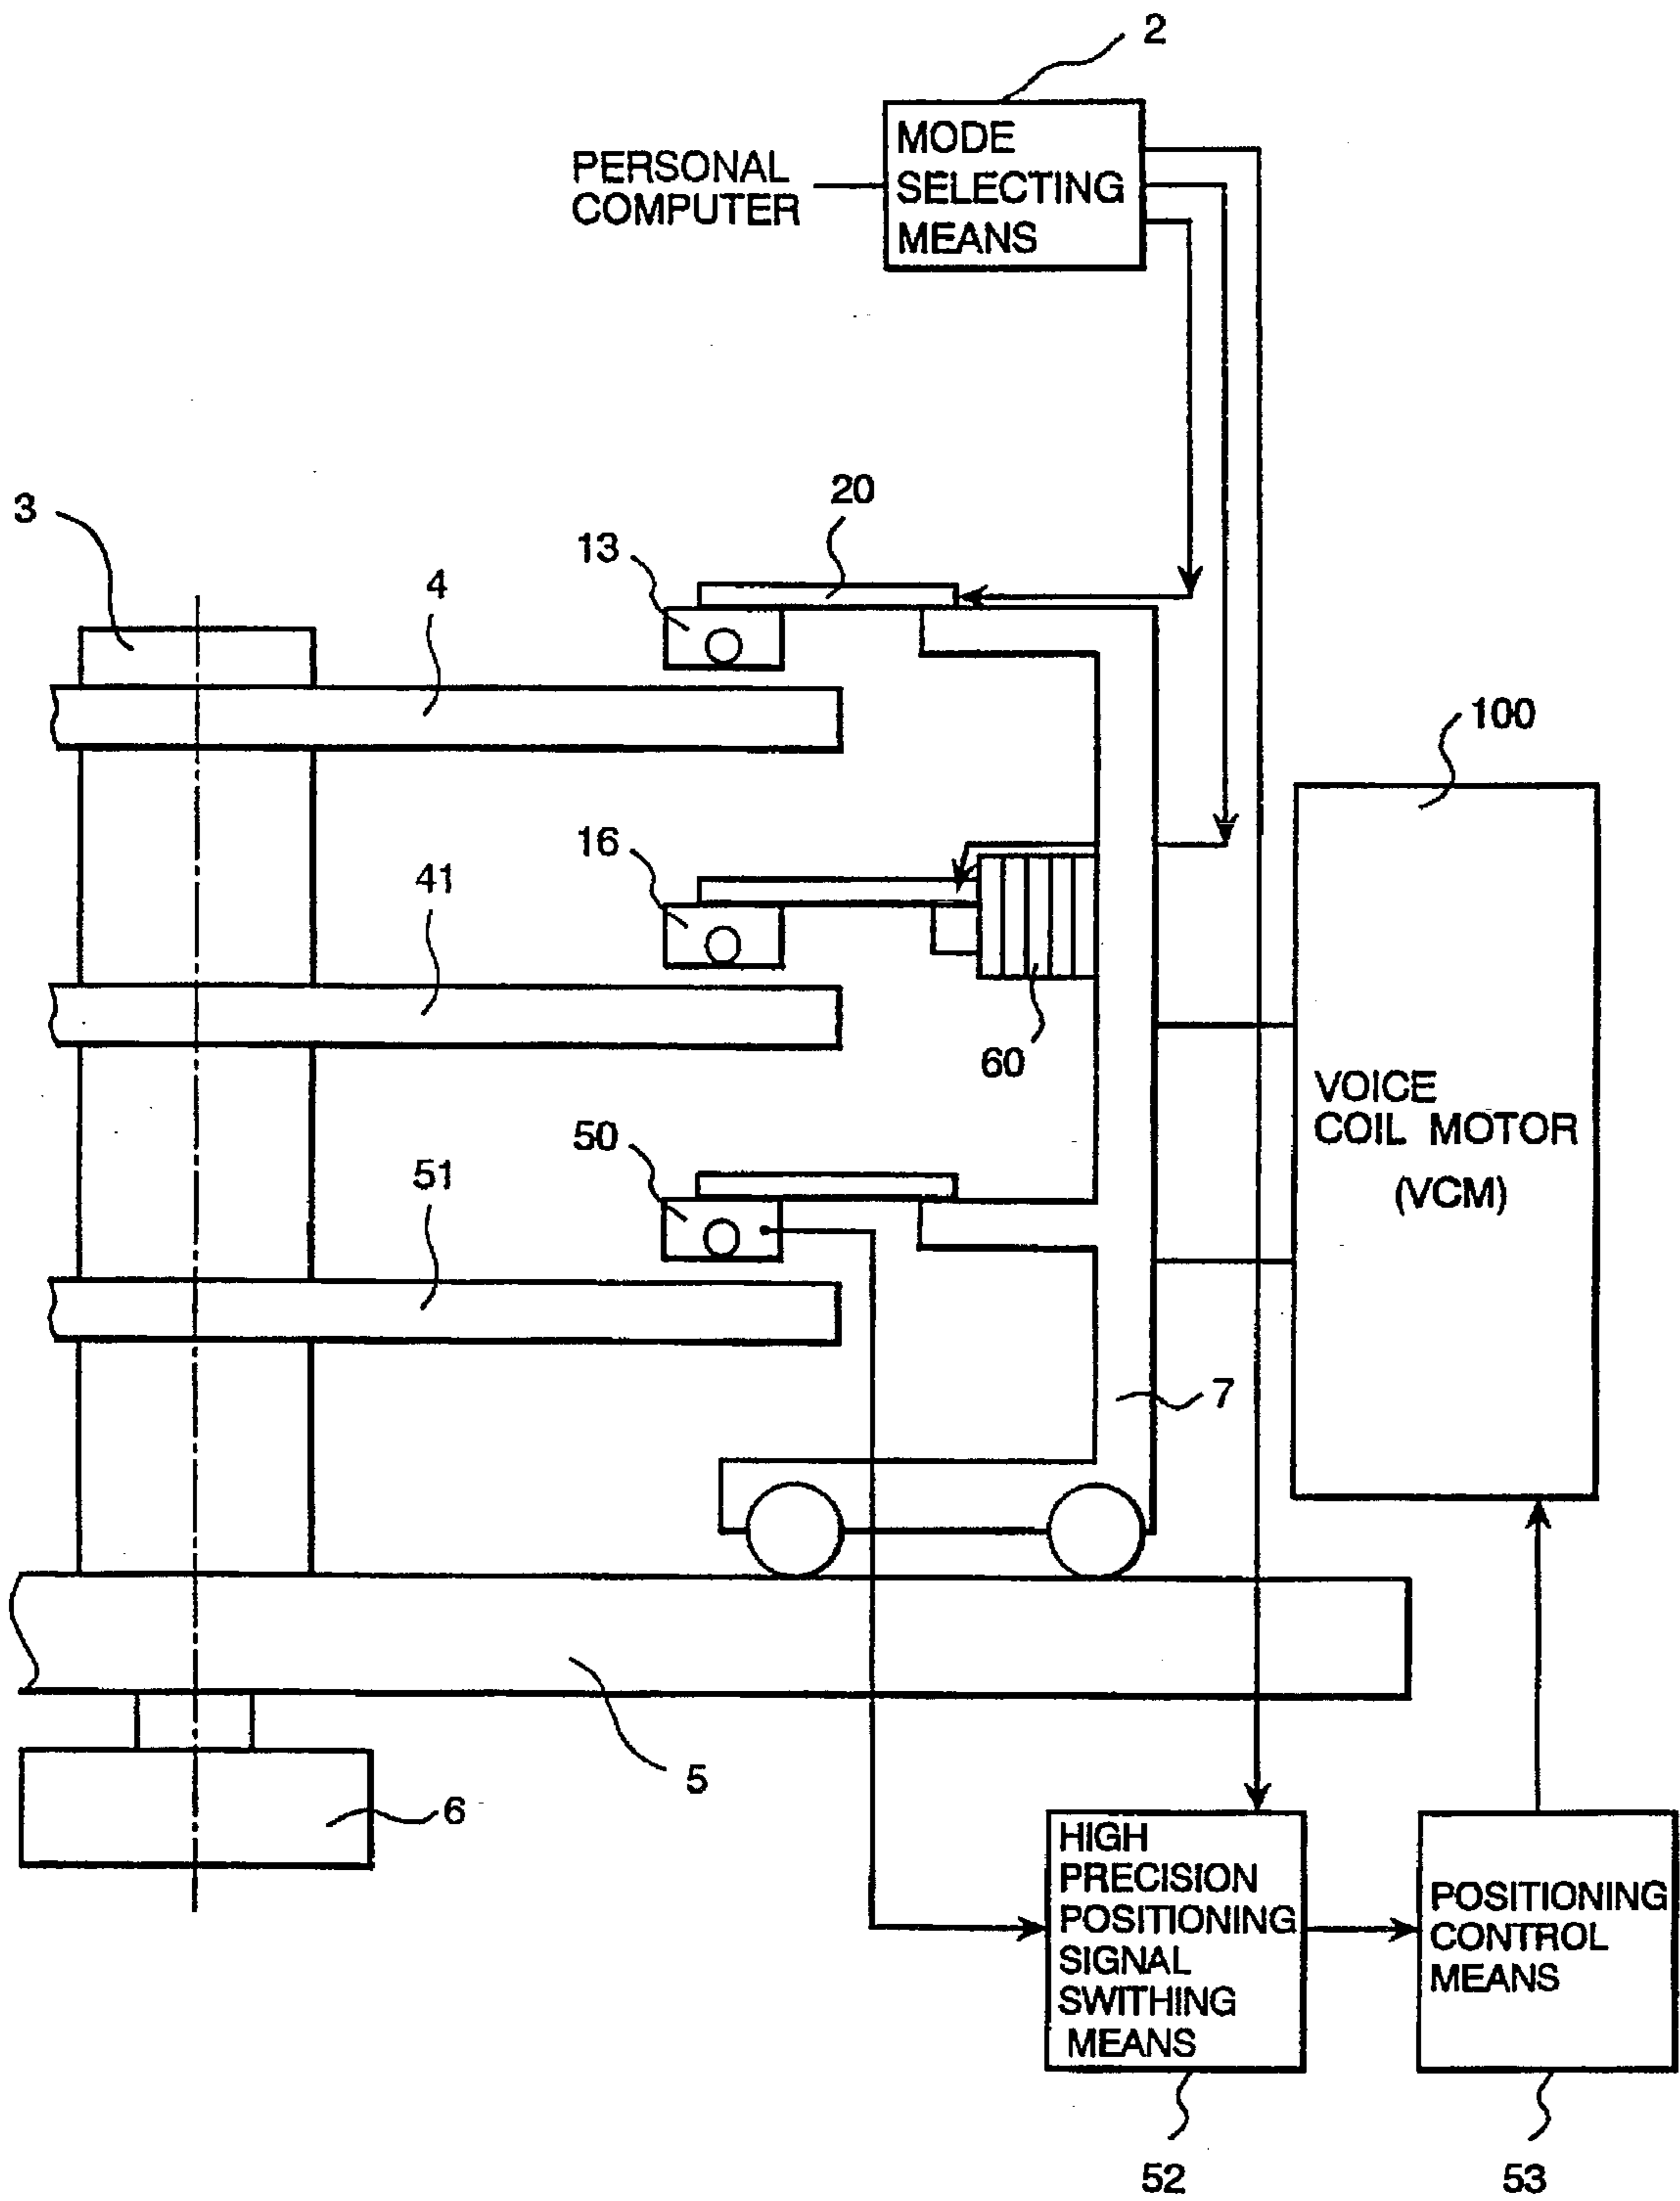 2
MODE
SELECTING
MEANS
PERSONAL
COMPUTER
3
4
13
20
100
16
41
60
VOICE
COIL MOTOR
(VCM)
50
51
7
5
6
HIGH
PRECISION
POSITIONING
SIGNAL
SWITHING
MEANS
POSITIONING
CONTROL
MEANS
52
53